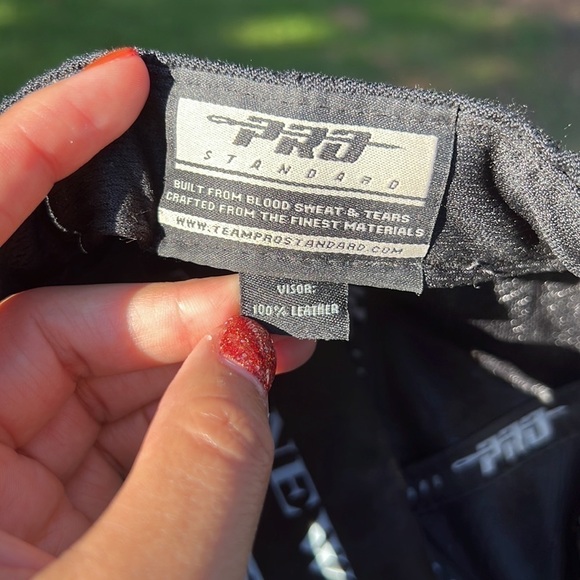 PRO
STANDARD
BUILT FROM BLOOD SWEAT & TEARS
CRAFTED FROM THE FINEST MATERIALS
WWW.TEAMPROSTANDARD.COM
VISOR:
100% LEATHER
PRO
NEW